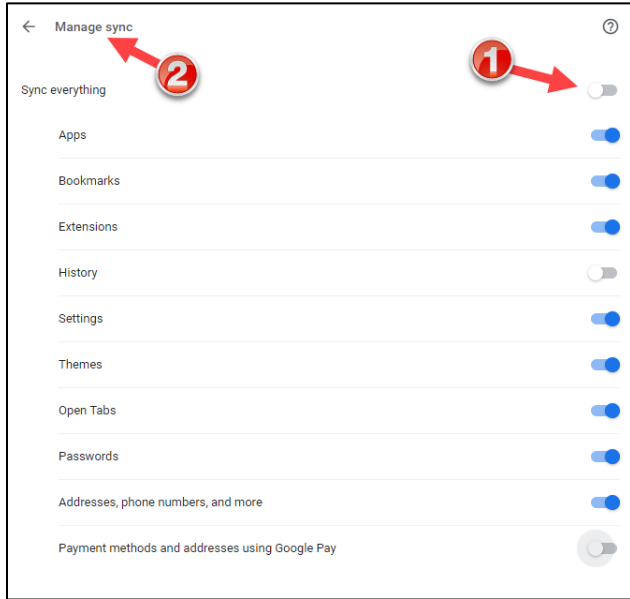 Manage sync
?
1
2
Sync everything
Apps
Bookmarks
Extensions
History
Settings
Themes
Open Tabs
Passwords
Addresses, phone numbers, and more
Payment methods and addresses using Google Pay